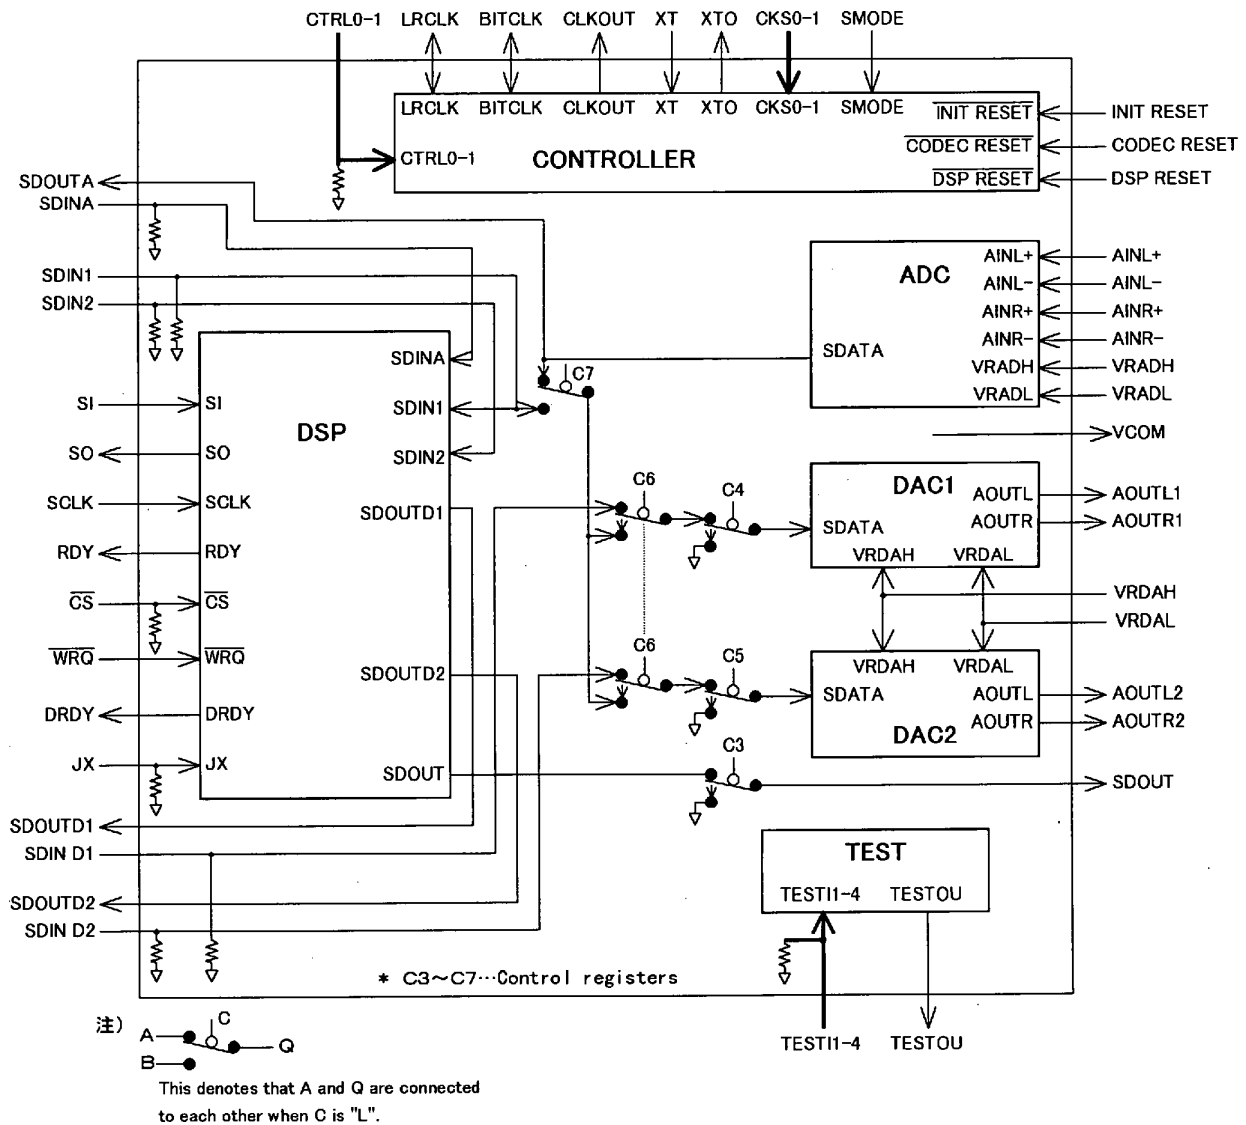 CTRL0-1 LRCLK BITCLK CLKOUT XT XTO CKS0-1 SMODE
LRCLK BITCLK CLKOUT XT XTO CKS0-1 SMODE
CTRL0-1
CONTROLLER
INIT RESET INIT RESET
CODEC RESET CODEC RESET
DSP RESET DSP RESET
SDOUTA
SDINA
SDIN1
SDIN2
ADC
AINL+ AINL+
AINL- AINL-
AINR+ AINR+
AINR- AINR-
VRADH VRADH
VRADL VRADL
SDATA
VCOM
C7
DSP
SDINA
SDIN1
SDIN2
SDOUTD1
SDOUTD2
SDOUT
SI SI
SO SO
SCLK SCLK
RDY RDY
CS CS
WRQ WRQ
DRDY DRDY
JX JX
C6 C4
DAC1
SDATA
AOUTL AOUTL1
AOUTR AOUTR1
VRDAH VRDAL
VRDAH
VRDAL
C6 C5
VRDAH VRDAL
SDATA
AOUTL AOUTL2
AOUTR AOUTR2
DAC2
C3
SDOUT
SDOUTD1
SDIN D1
SDOUTD2
SDIN D2
TEST
TESTI1-4 TESTOU
* C3～C7…Control registers
TESTI1-4 TESTOU
注)
A C Q
B
This denotes that A and Q are connected
to each other when C is "L".